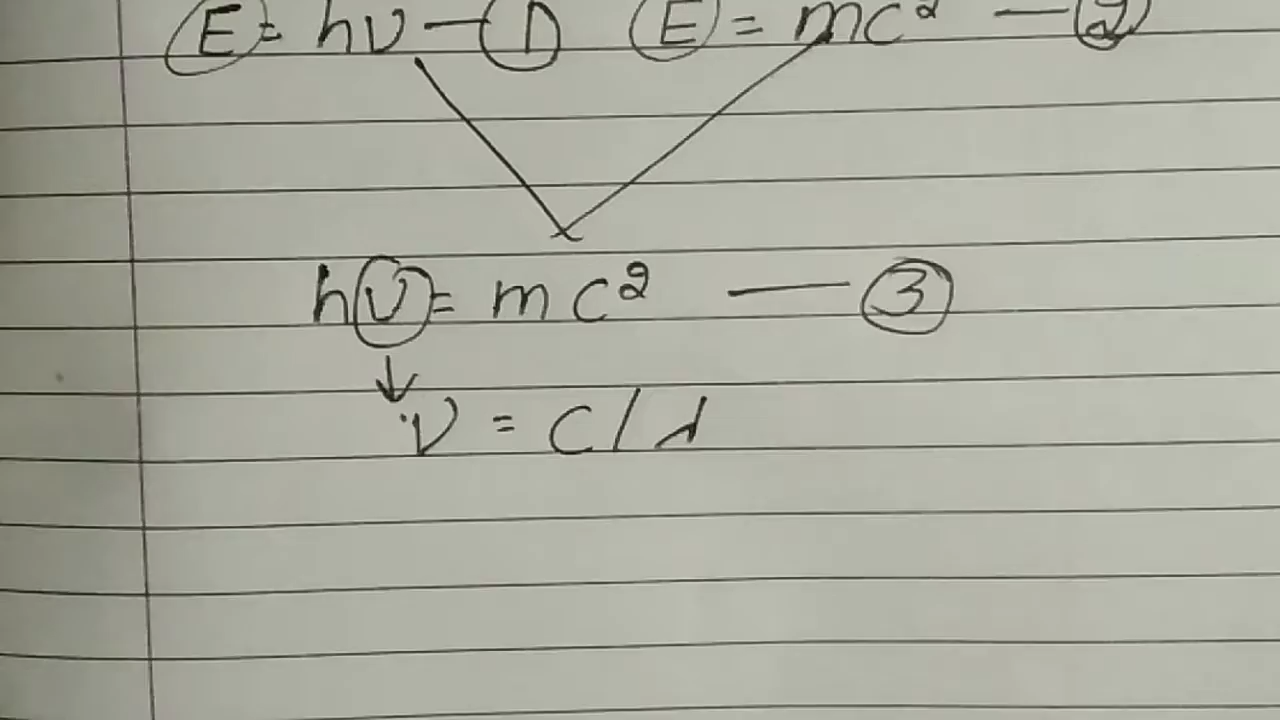 E = hν — ① E = mc² — ②
hν = mc² — ③
ν = c/λ